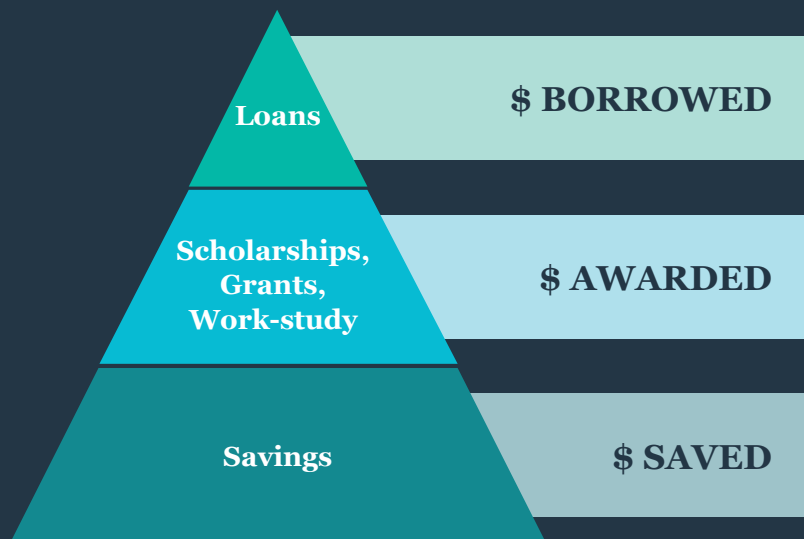 Loans
$ BORROWED
Scholarships,
Grants,
Work-study
$ AWARDED
Savings
$ SAVED